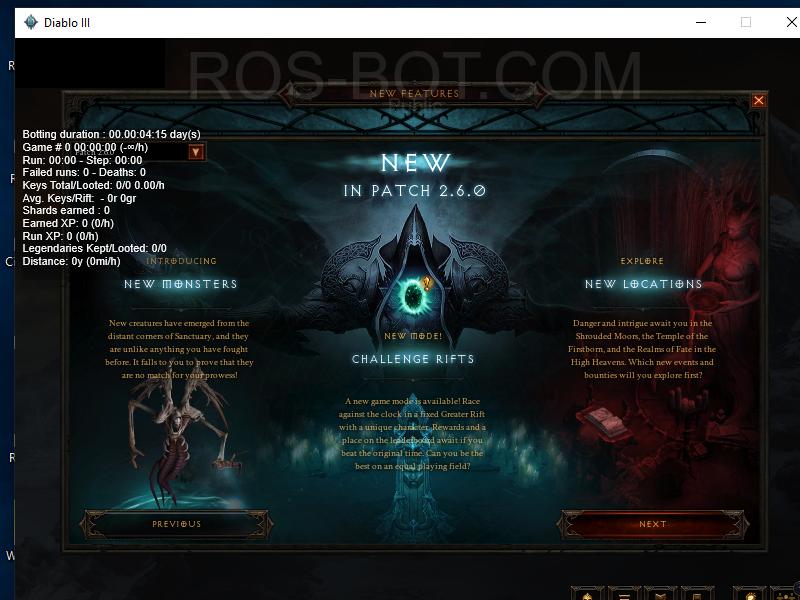 Diablo III
ROS-BOT.COM
NEW FEATURES
Botting duration : 00.00:04:15 day(s)
Game # 0 00:00:00 (-∞/h)
Run: 00:00 - Step: 00:00
Failed runs: 0 - Deaths: 0
Keys Total/Looted: 0/0 0.00/h
Avg. Keys/Rift: - 0r 0gr
Shards earned : 0
Earned XP: 0 (0/h)
Run XP: 0 (0/h)
Legendaries Kept/Looted: 0/0
Distance: 0y (0mi/h)
NEW
IN PATCH 2.6.0
INTRODUCING
NEW MONSTERS
New creatures have emerged from the
distant corners of Sanctuary, and they
are unlike anything you have fought
before. It falls to you to prove that they
are no match for your prowess!
NEW MODE!
CHALLENGE RIFTS
A new game mode is available! Race
against the clock in a fixed Greater Rift
with a unique character. Rewards and a
place on the leaderboard await if you
beat the original time. Can you be the
best on an equal playing field?
EXPLORE
NEW LOCATIONS
Danger and intrigue await you in the
Shrouded Moors, the Temple of the
Firstborn, and the Realms of Fate in the
High Heavens. Which new events and
bounties will you explore first?
PREVIOUS
NEXT